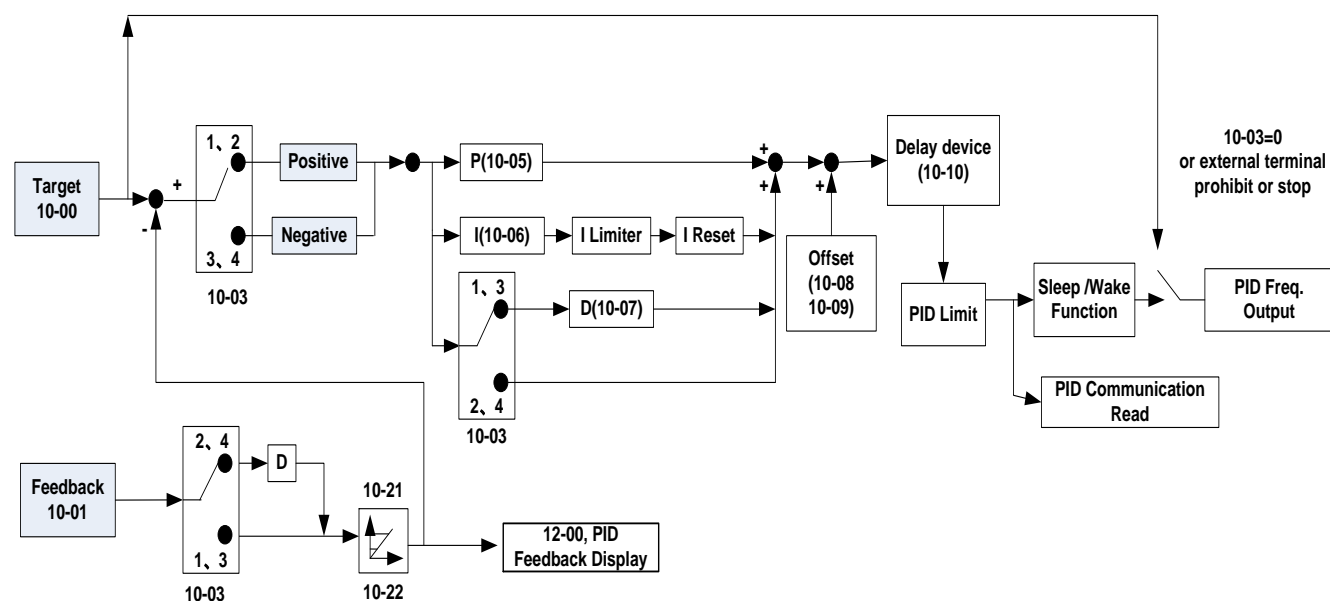 1、2
Positive
P(10-05)
+
+
Delay device
(10-10)
10-03=0
or external terminal
prohibit or stop
Target
10-00
+
-
+
+
Negative
3、4
10-03
I(10-06)
I Limiter
I Reset
Offset
(10-08
10-09)
1、3
D(10-07)
PID Limit
Sleep /Wake
Function
PID Freq.
Output
2、4
10-03
PID Communication
Read
2、4
D
Feedback
10-01
10-21
1、3
10-03
10-22
12-00, PID
Feedback Display